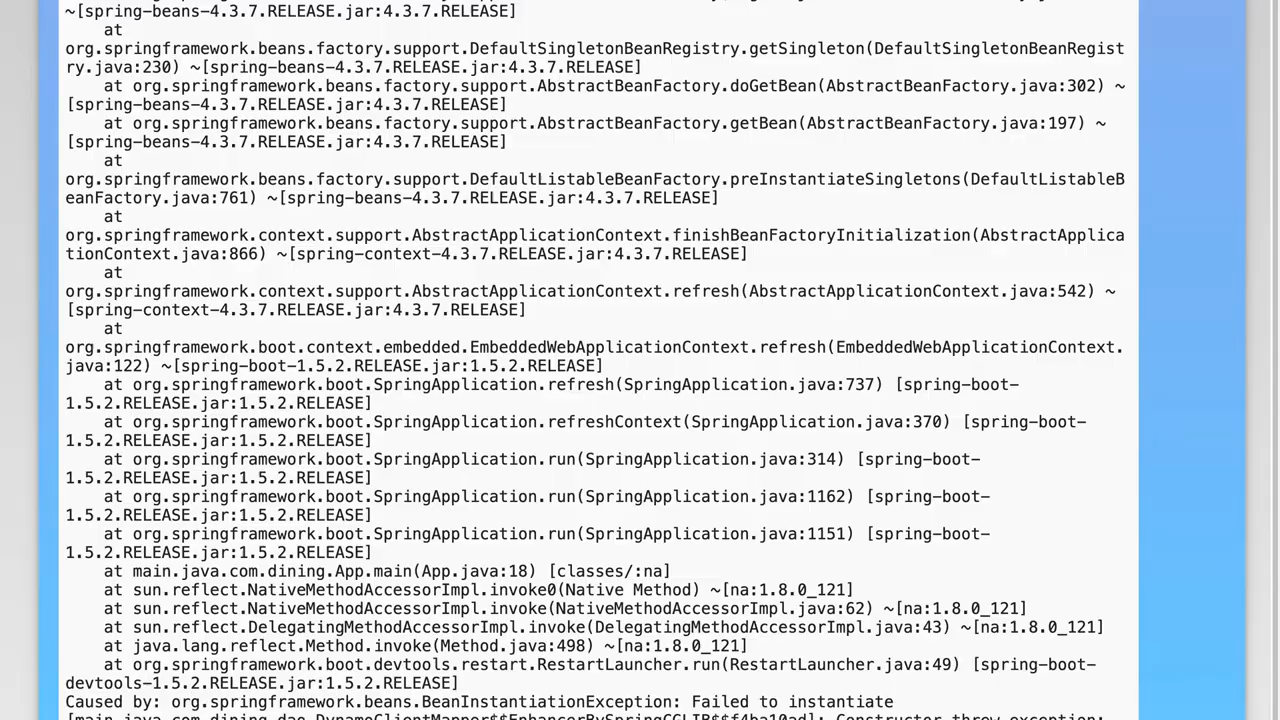 ~[spring-beans-4.3.7.RELEASE.jar:4.3.7.RELEASE]
at
org.springframework.beans.factory.support.DefaultSingletonBeanRegistry.getSingleton(DefaultSingletonBeanRegist
ry.java:230) ~[spring-beans-4.3.7.RELEASE.jar:4.3.7.RELEASE]
at org.springframework.beans.factory.support.AbstractBeanFactory.doGetBean(AbstractBeanFactory.java:302) ~
[spring-beans-4.3.7.RELEASE.jar:4.3.7.RELEASE]
at org.springframework.beans.factory.support.AbstractBeanFactory.getBean(AbstractBeanFactory.java:197) ~
[spring-beans-4.3.7.RELEASE.jar:4.3.7.RELEASE]
at
org.springframework.beans.factory.support.DefaultListableBeanFactory.preInstantiateSingletons(DefaultListableB
eanFactory.java:761) ~[spring-beans-4.3.7.RELEASE.jar:4.3.7.RELEASE]
at
org.springframework.context.support.AbstractApplicationContext.finishBeanFactoryInitialization(AbstractApplica
tionContext.java:866) ~[spring-context-4.3.7.RELEASE.jar:4.3.7.RELEASE]
at
org.springframework.context.support.AbstractApplicationContext.refresh(AbstractApplicationContext.java:542) ~
[spring-context-4.3.7.RELEASE.jar:4.3.7.RELEASE]
at
org.springframework.boot.context.embedded.EmbeddedWebApplicationContext.refresh(EmbeddedWebApplicationContext.
java:122) ~[spring-boot-1.5.2.RELEASE.jar:1.5.2.RELEASE]
at org.springframework.boot.SpringApplication.refresh(SpringApplication.java:737) [spring-boot-
1.5.2.RELEASE.jar:1.5.2.RELEASE]
at org.springframework.boot.SpringApplication.refreshContext(SpringApplication.java:370) [spring-boot-
1.5.2.RELEASE.jar:1.5.2.RELEASE]
at org.springframework.boot.SpringApplication.run(SpringApplication.java:314) [spring-boot-
1.5.2.RELEASE.jar:1.5.2.RELEASE]
at org.springframework.boot.SpringApplication.run(SpringApplication.java:1162) [spring-boot-
1.5.2.RELEASE.jar:1.5.2.RELEASE]
at org.springframework.boot.SpringApplication.run(SpringApplication.java:1151) [spring-boot-
1.5.2.RELEASE.jar:1.5.2.RELEASE]
at main.java.com.dining.App.main(App.java:18) [classes/:na]
at sun.reflect.NativeMethodAccessorImpl.invoke0(Native Method) ~[na:1.8.0_121]
at sun.reflect.NativeMethodAccessorImpl.invoke(NativeMethodAccessorImpl.java:62) ~[na:1.8.0_121]
at sun.reflect.DelegatingMethodAccessorImpl.invoke(DelegatingMethodAccessorImpl.java:43) ~[na:1.8.0_121]
at java.lang.reflect.Method.invoke(Method.java:498) ~[na:1.8.0_121]
at org.springframework.boot.devtools.restart.RestartLauncher.run(RestartLauncher.java:49) [spring-boot-
devtools-1.5.2.RELEASE.jar:1.5.2.RELEASE]
Caused by: org.springframework.beans.BeanInstantiationException: Failed to instantiate
Constructor threw exception;